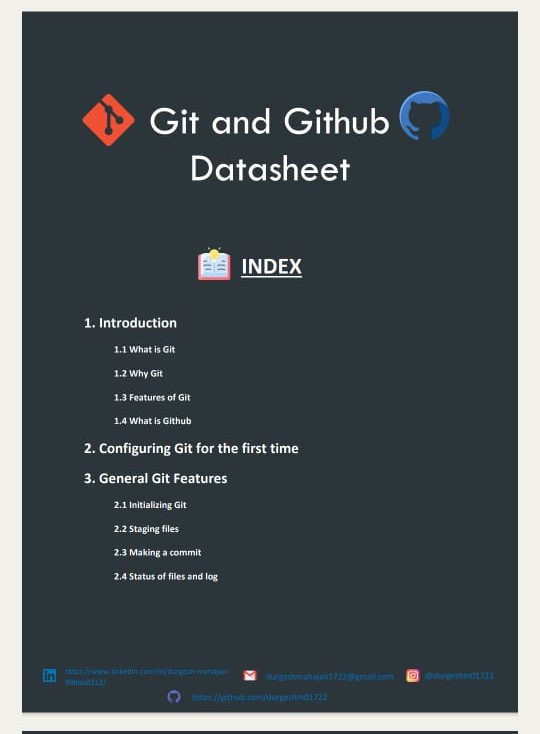 Git and Github
Datasheet
INDEX
1. Introduction
1.1 What is Git
1.2 Why Git
1.3 Features of Git
1.4 What is Github
2. Configuring Git for the first time
3. General Git Features
2.1 Initializing Git
2.2 Staging files
2.3 Making a commit
2.4 Status of files and log
https://www.linkedin.com/in/durgesh-mahajan-
durgeshmahajan1722@gmail.com
@durgeshm01722
https://github.com/durgeshm01722